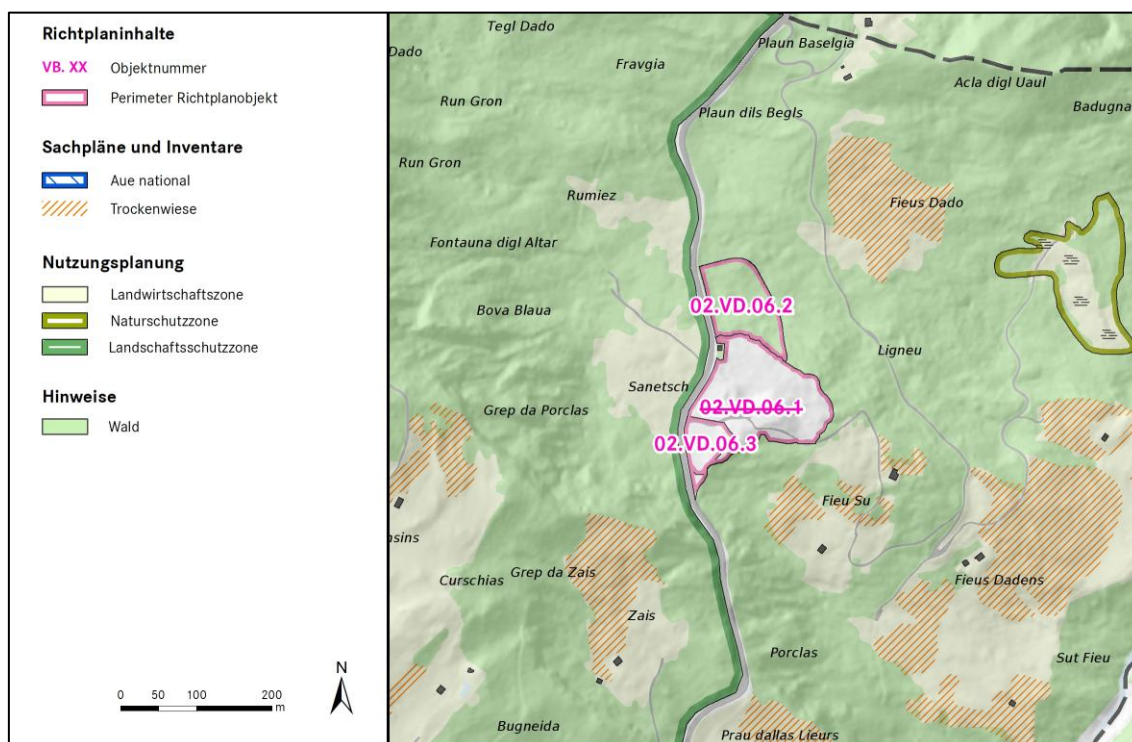 Richtplaninhalte
VB. XX Objektnummer
Perimeter Richtplanobjekt
Sachpläne und Inventare
Aue national
Trockenwiese
Nutzungsplanung
Landwirtschaftszone
Naturschutzzone
Landschaftsschutzzone
Hinweise
Wald
0 50 100 200
m
N
Tegl Dado
Plaun Baselgia
Dado
Fravgia
Acla digl Uaul
Run Gron
Badugna
Plaun dils Begls
Run Gron
Rumiez
Fieus Dado
Fontauna digl Altar
02.VD.06.2
Bova Blaua
Ligneu
Sanetsch
02.VD.06.1
Grep da Porclas
02.VD.06.3
Fieu Su
nsins
Grep da Zais
Curschias
Fieus Dadens
Zais
Porclas
Sut Fieu
Bugneida
Prau dallas Lieurs